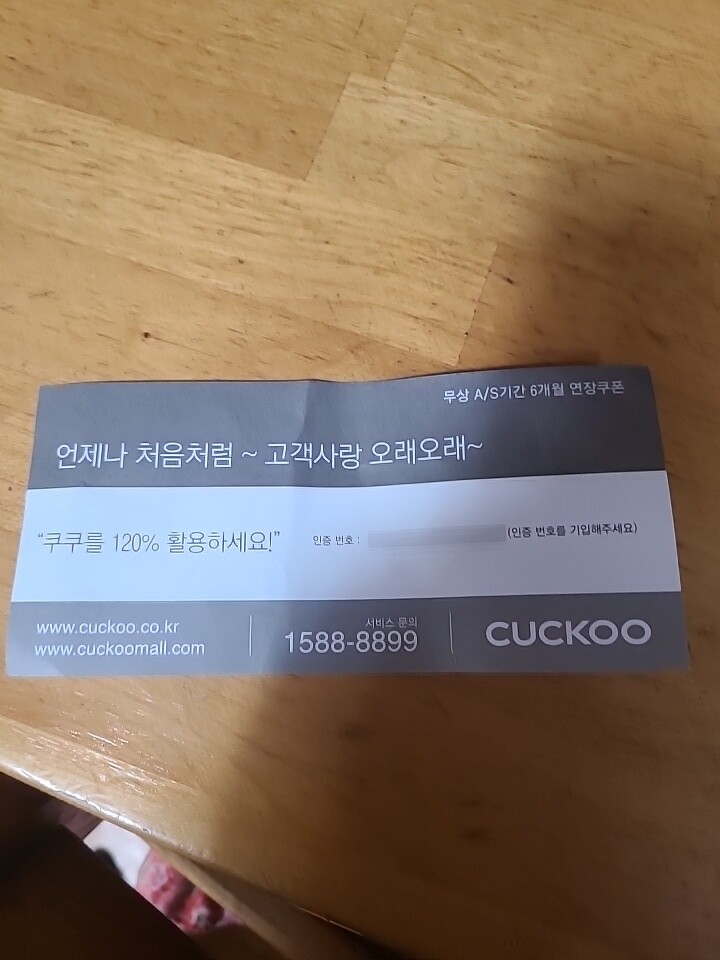 무상 A/S기간 6개월 연장쿠폰
언제나 처음처럼 ~ 고객사랑 오래오래~
“쿠쿠를 120% 활용하세요!” 인증 번호 : (인증 번호를 기입해주세요)
www.cuckoo.co.kr
www.cuckoomall.com
서비스 문의
1588-8899
CUCKOO